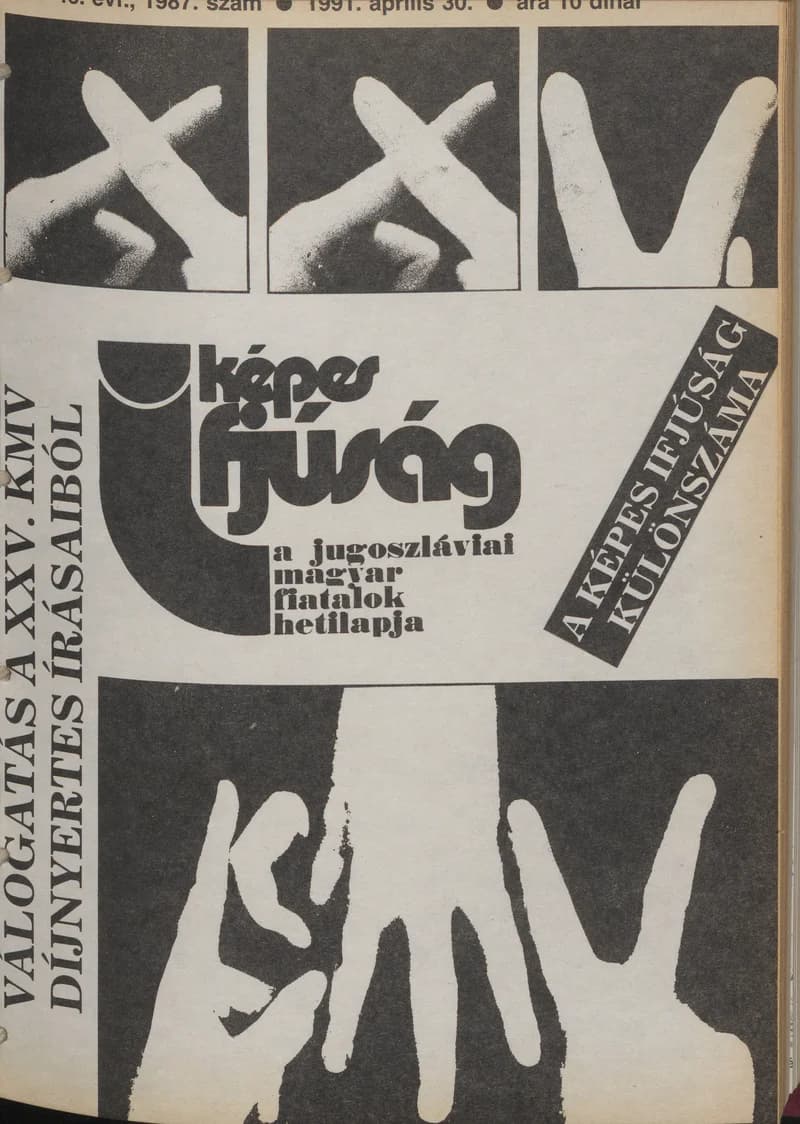 évf., 1987. szám ● 1991. április 30. ● ára 10 dinár
XXV.
képes
ifjúság
a jugoszláviai
magyar
fiatalok
hetilapja
A KÉPES IFJÚSÁG
KÜLÖNSZÁMA
VÁLOGATÁS A XXV. KMV
DÍJNYERTES ÍRÁSAIBÓL
KMV